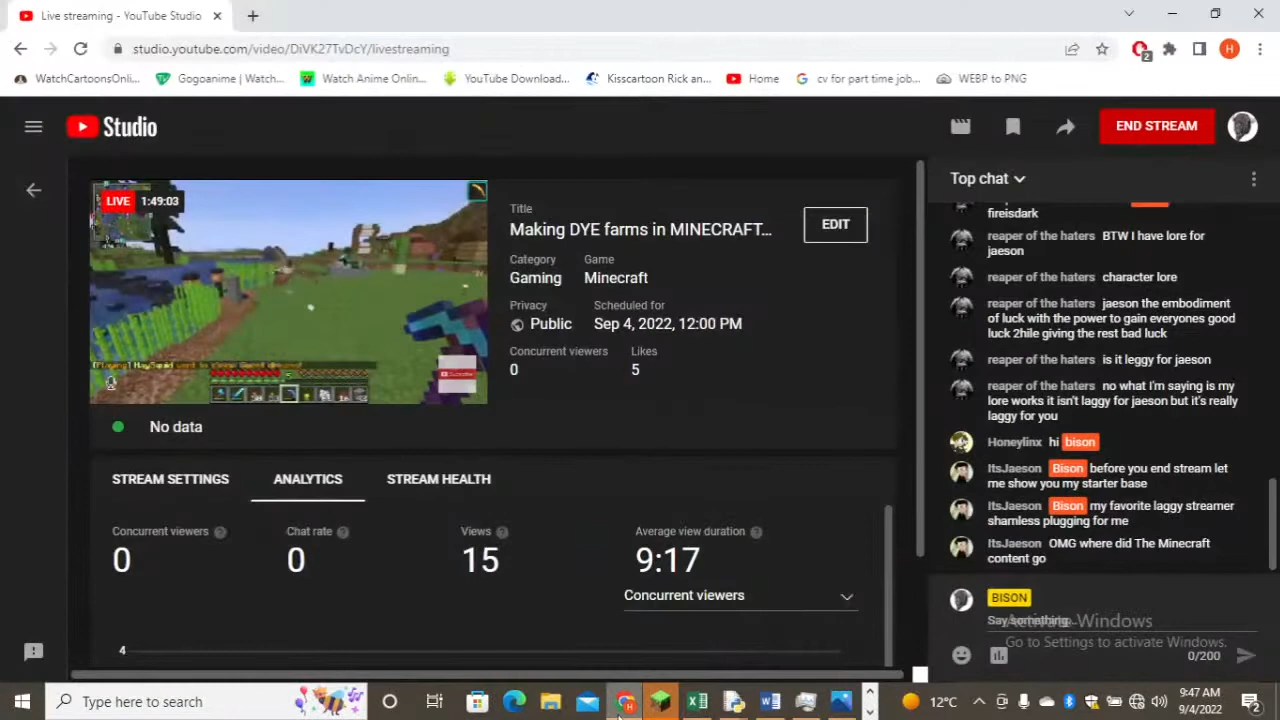 Live streaming - YouTube Studio
studio.youtube.com/video/DiVK27TvDcY/livestreaming
2
H
WatchCartoonsOnli...
Gogoanime | Watch...
Watch Anime Onlin...
YouTube Download...
Kisscartoon Rick an...
Home
cv for part time job...
WEBP to PNG
Studio
END STREAM
LIVE 1:49:03
Title
Making DYE farms in MINECRAFT...
EDIT
Category
Game
Gaming
Minecraft
Privacy
Scheduled for
Public
Sep 4, 2022, 12:00 PM
Concurrent viewers
Likes
0
5
No data
STREAM SETTINGS
ANALYTICS
STREAM HEALTH
Concurrent viewers
Chat rate
Views
Average view duration
0
0
15
9:17
Concurrent viewers
4
Top chat
fireisdark
reaper of the haters BTW I have lore for
jaeson
reaper of the haters character lore
reaper of the haters jaeson the embodiment
of luck with the power to gain everyones good
luck 2hile giving the rest bad luck
reaper of the haters is it leggy for jaeson
reaper of the haters no what I'm saying is my
lore works it isn't laggy for jaeson but it's really
laggy for you
Honeylinx hi bison
ItsJaeson Bison before you end stream let
me show you my starter base
ItsJaeson Bison my favorite laggy streamer
shamless plugging for me
ItsJaeson OMG where did The Minecraft
content go
BISON
Say something...
Activate Windows
Go to Settings to activate Windows.
0/200
Type here to search
12°C
9:47 AM
9/4/2022
2